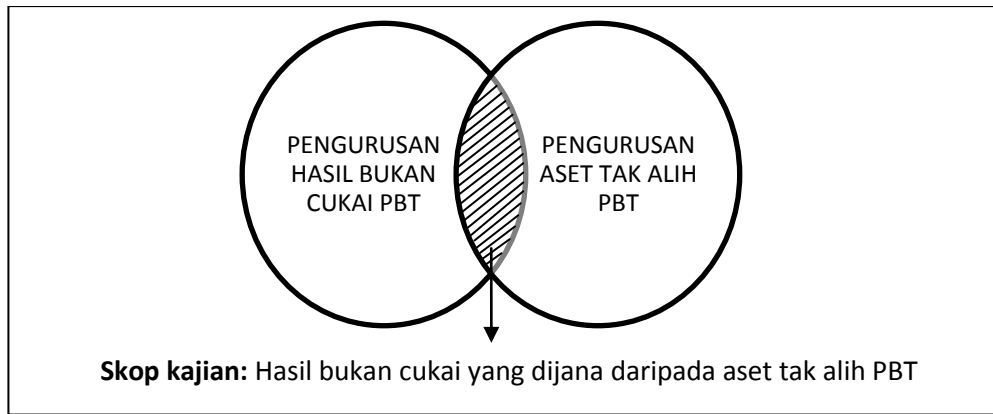 PENGURUSAN
HASIL BUKAN
CUKAI PBT
PENGURUSAN
ASET TAK ALIH
PBT
Skop kajian: Hasil bukan cukai yang dijana daripada aset tak alih PBT